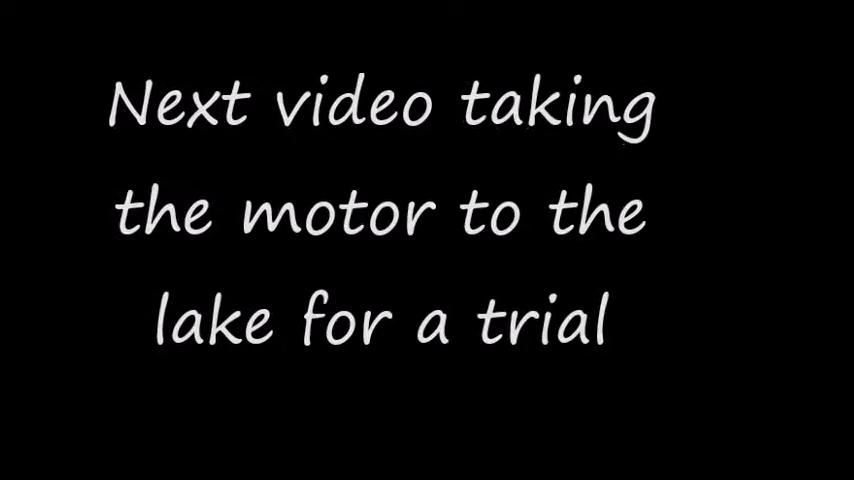 Next video taking
the motor to the
lake for a trial